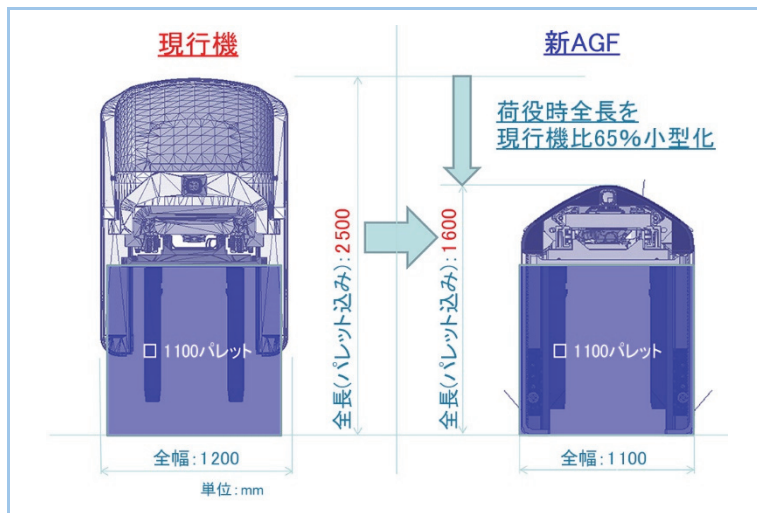 現行機
新AGF
荷役時全長を
現行機比65%小型化
全長(パレット込み):2500
全長(パレット込み):1600
□ 1100パレット
□ 1100パレット
全幅:1200
全幅:1100
単位:mm